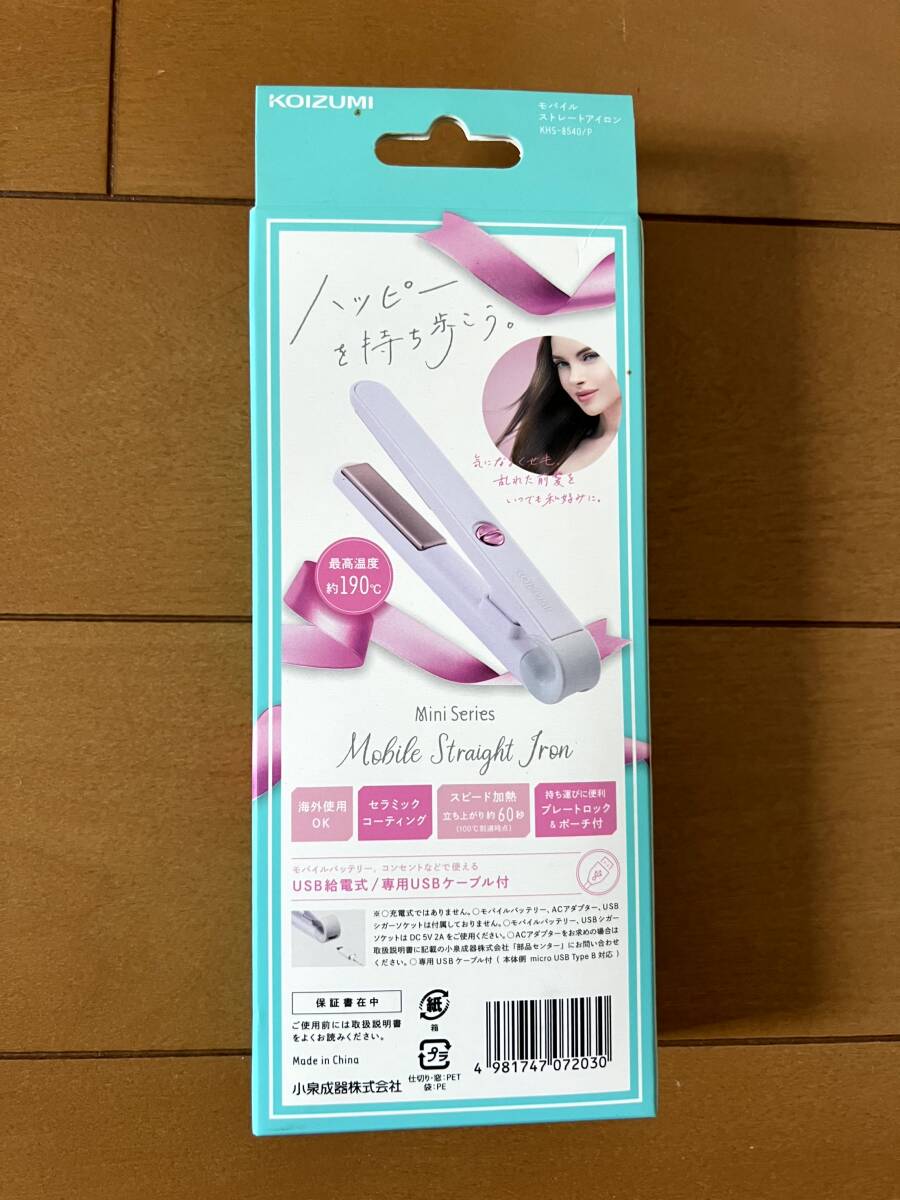 KOIZUMI
モバイル
ストレートアイロン
KHS-8540/P
ハッピー
を持ち歩こう。
気になるくせも、
乱れた前髪を
いつでも私好みに。
最高温度
約190℃
KOIZUMI
Mini Series
Mobile Straight Iron
海外使用
OK
セラミック
コーティング
スピード加熱
立ち上がり約60秒
(100℃到達時点)
持ち運びに便利
プレートロック
&ポーチ付
モバイルバッテリー、コンセントなどで使える
USB給電式/専用USBケーブル付
※○充電式ではありません。○モバイルバッテリー、ACアダプター、USB
シガーソケットは付属しておりません。○モバイルバッテリー、USBシガー
ソケットは DC 5V 2A をご使用ください。○ACアダプターをお求めの場合は
取扱説明書に記載の小泉成器株式会社「部品センター」にお問い合わせ
ください。○専用 USB ケーブル付 ( 本体側 micro USB Type B 対応 )
保証書在中
ご使用前には取扱説明書
をよくお読みください。
Made in China
小泉成器株式会社
紙
箱
プラ
仕切り・窓:PET
袋:PE
4 981747 072030